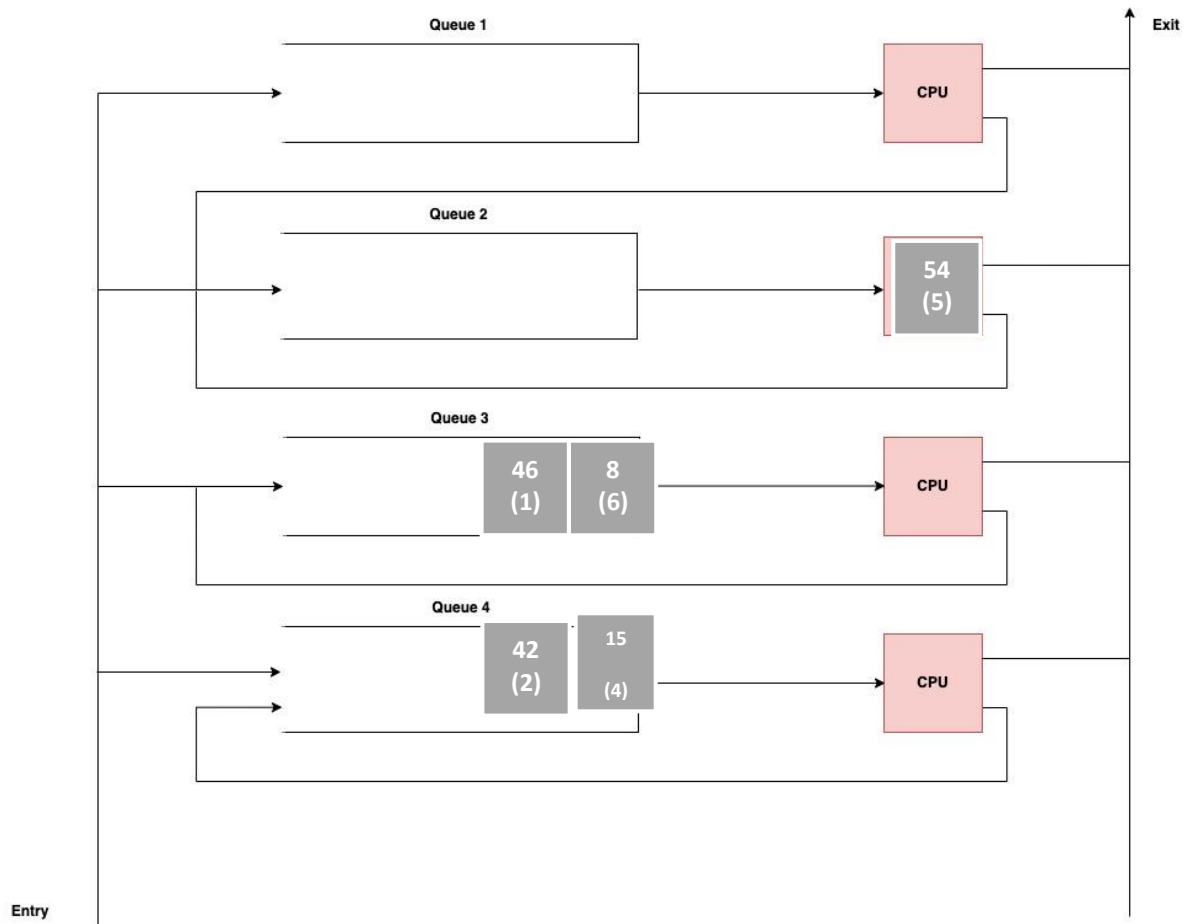 Queue 1
Exit
CPU
Queue 2
54
(5)
Queue 3
46
(1)
8
(6)
CPU
Queue 4
42
(2)
15
(4)
CPU
Entry